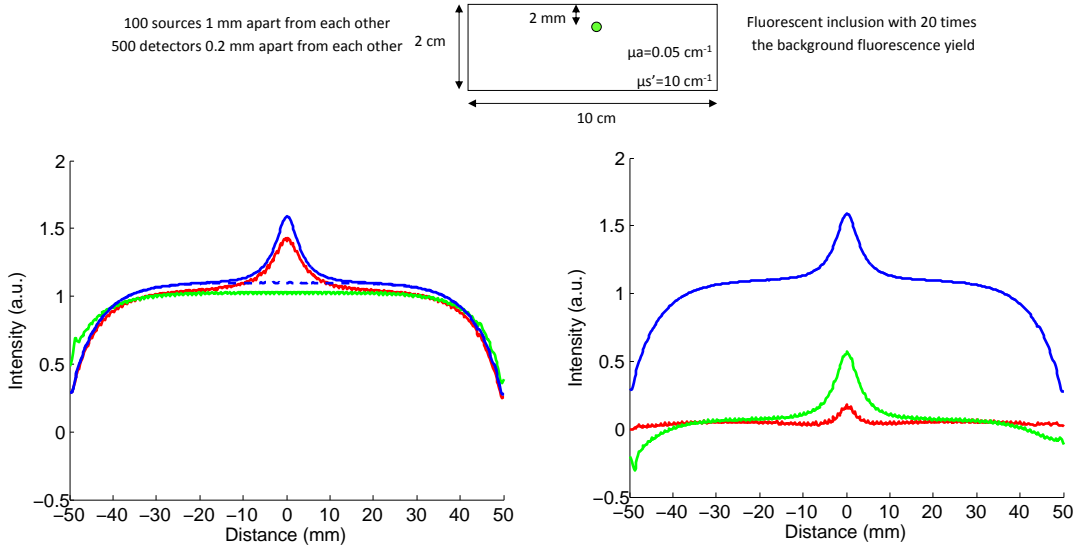 100 sources 1 mm apart from each other
500 detectors 0.2 mm apart from each other
2 cm
2 mm
μa=0.05 cm-1
μs'=10 cm-1
10 cm
Fluorescent inclusion with 20 times
the background fluorescence yield
2
1.5
1
0.5
0
−0.5
Intensity (a.u.)
−50 −40 −30 −20 −10 0 10 20 30 40 50
Distance (mm)
2
1.5
1
0.5
0
−0.5
Intensity (a.u.)
−50 −40 −30 −20 −10 0 10 20 30 40 50
Distance (mm)